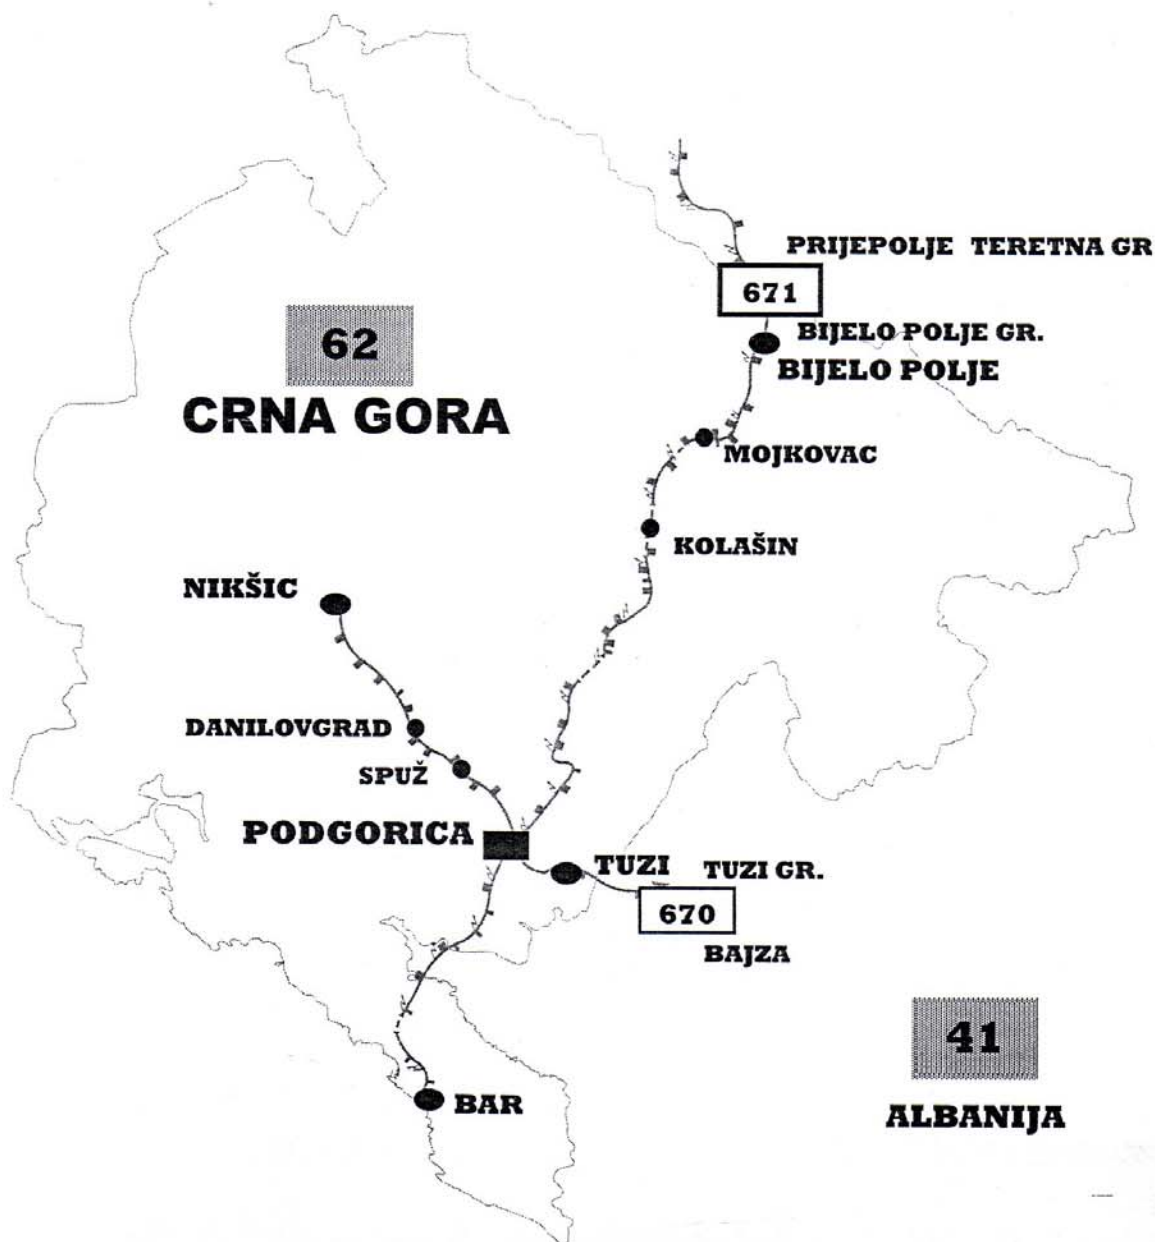 PRIJEPOLJE TERETNA GR
671
BIJELO POLJE GR.
BIJELO POLJE
62
CRNA GORA
MOJKOVAC
KOLAŠIN
NIKŠIC
DANILOVGRAD
SPUŽ
PODGORICA
TUZI
TUZI GR.
670
BAJZA
41
ALBANIJA
BAR